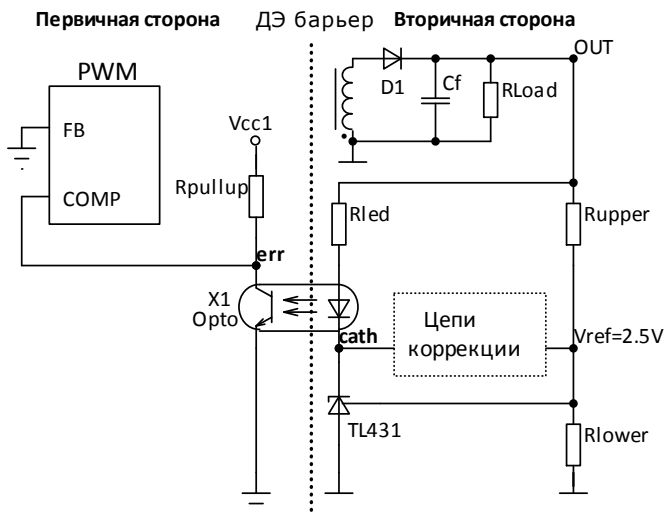 Первичная сторона
ДЭ барьер
Вторичная сторона
PWM
FB
COMP
Vcc1
Rpullup
err
X1
Opto
OUT
D1
Cf
RLoad
Rled
Rupper
Цепи
коррекции
cath
Vref=2.5V
TL431
Rlower